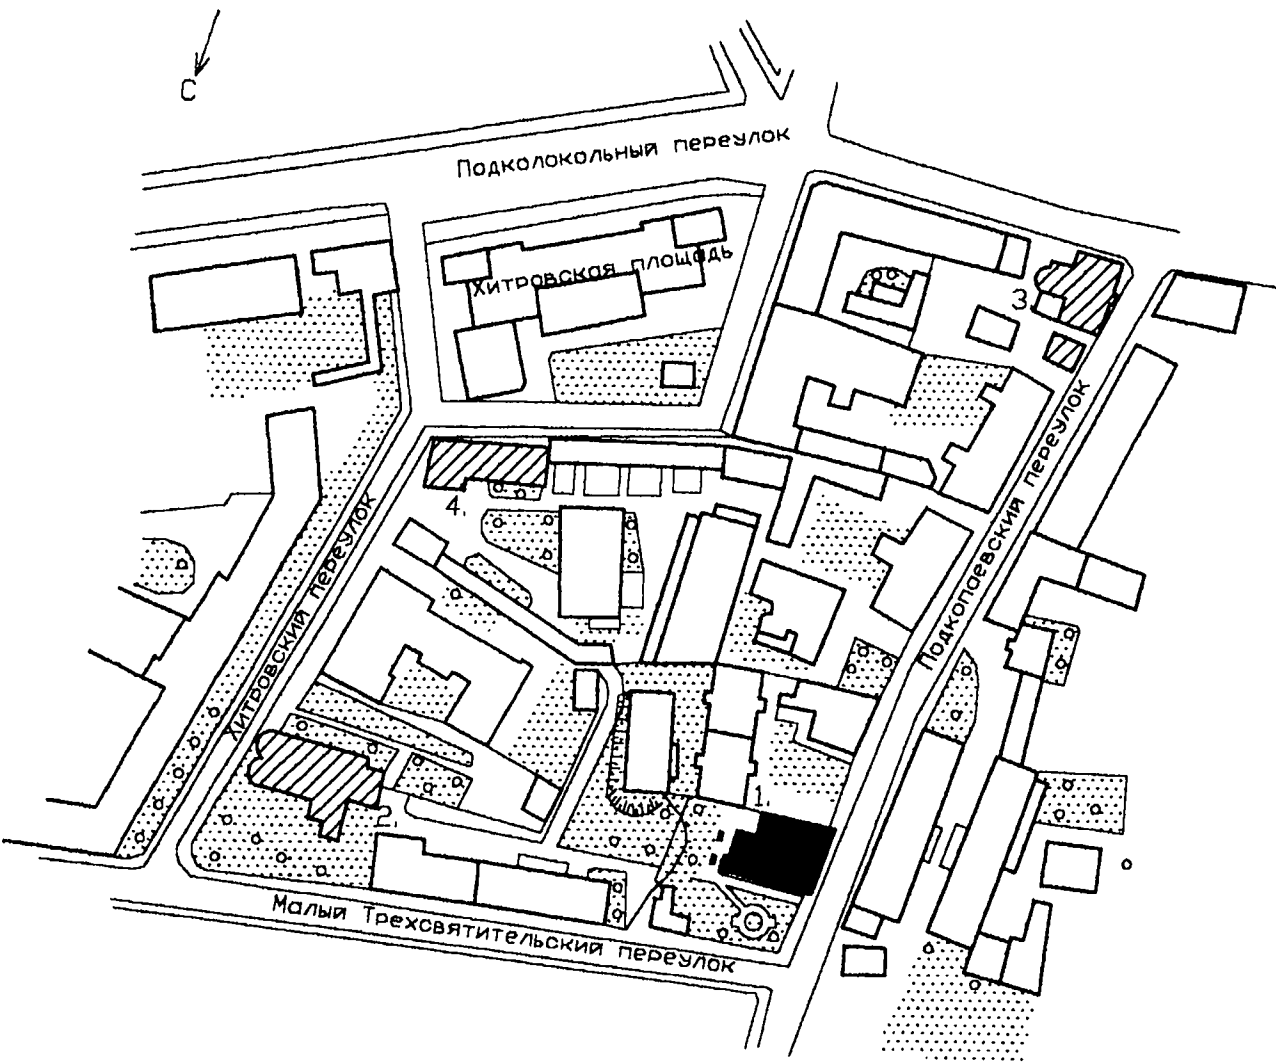 С
Подколокольный переулок
Хитровская площадь
3.
Подкопаевский переулок
4.
Хитровский переулок
1.
2.
Малый Трехсвятительский переулок